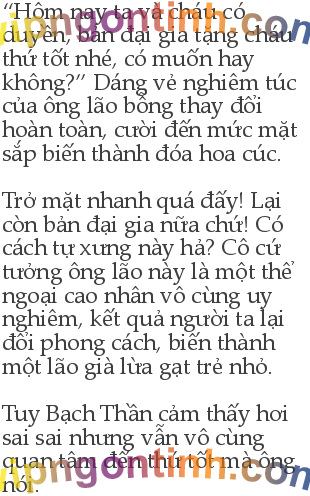 “Hôm nay ta và cháu có
duyên, bản đại gia tặng cháu
thứ tốt nhé, có muốn hay
không?” Dáng vẻ nghiêm túc
của ông lão bỗng thay đổi
hoàn toàn, cười đến mức mặt
sắp biến thành đóa hoa cúc.

Trở mặt nhanh quá đấy! Lại
còn bản đại gia nữa chứ! Có
cách tự xưng này hả? Cô cứ
tưởng ông lão này là một thể
ngoại cao nhân vô cùng uy
nghiêm, kết quả người ta lại
đổi phong cách, biến thành
một lão già lừa gạt trẻ nhỏ.

Tuy Bạch Thần cảm thấy hơi
sai sai nhưng vẫn vô cùng
quan tâm đến thứ tốt mà ông
nói.
vipngontinh.com
vipngontinh.com